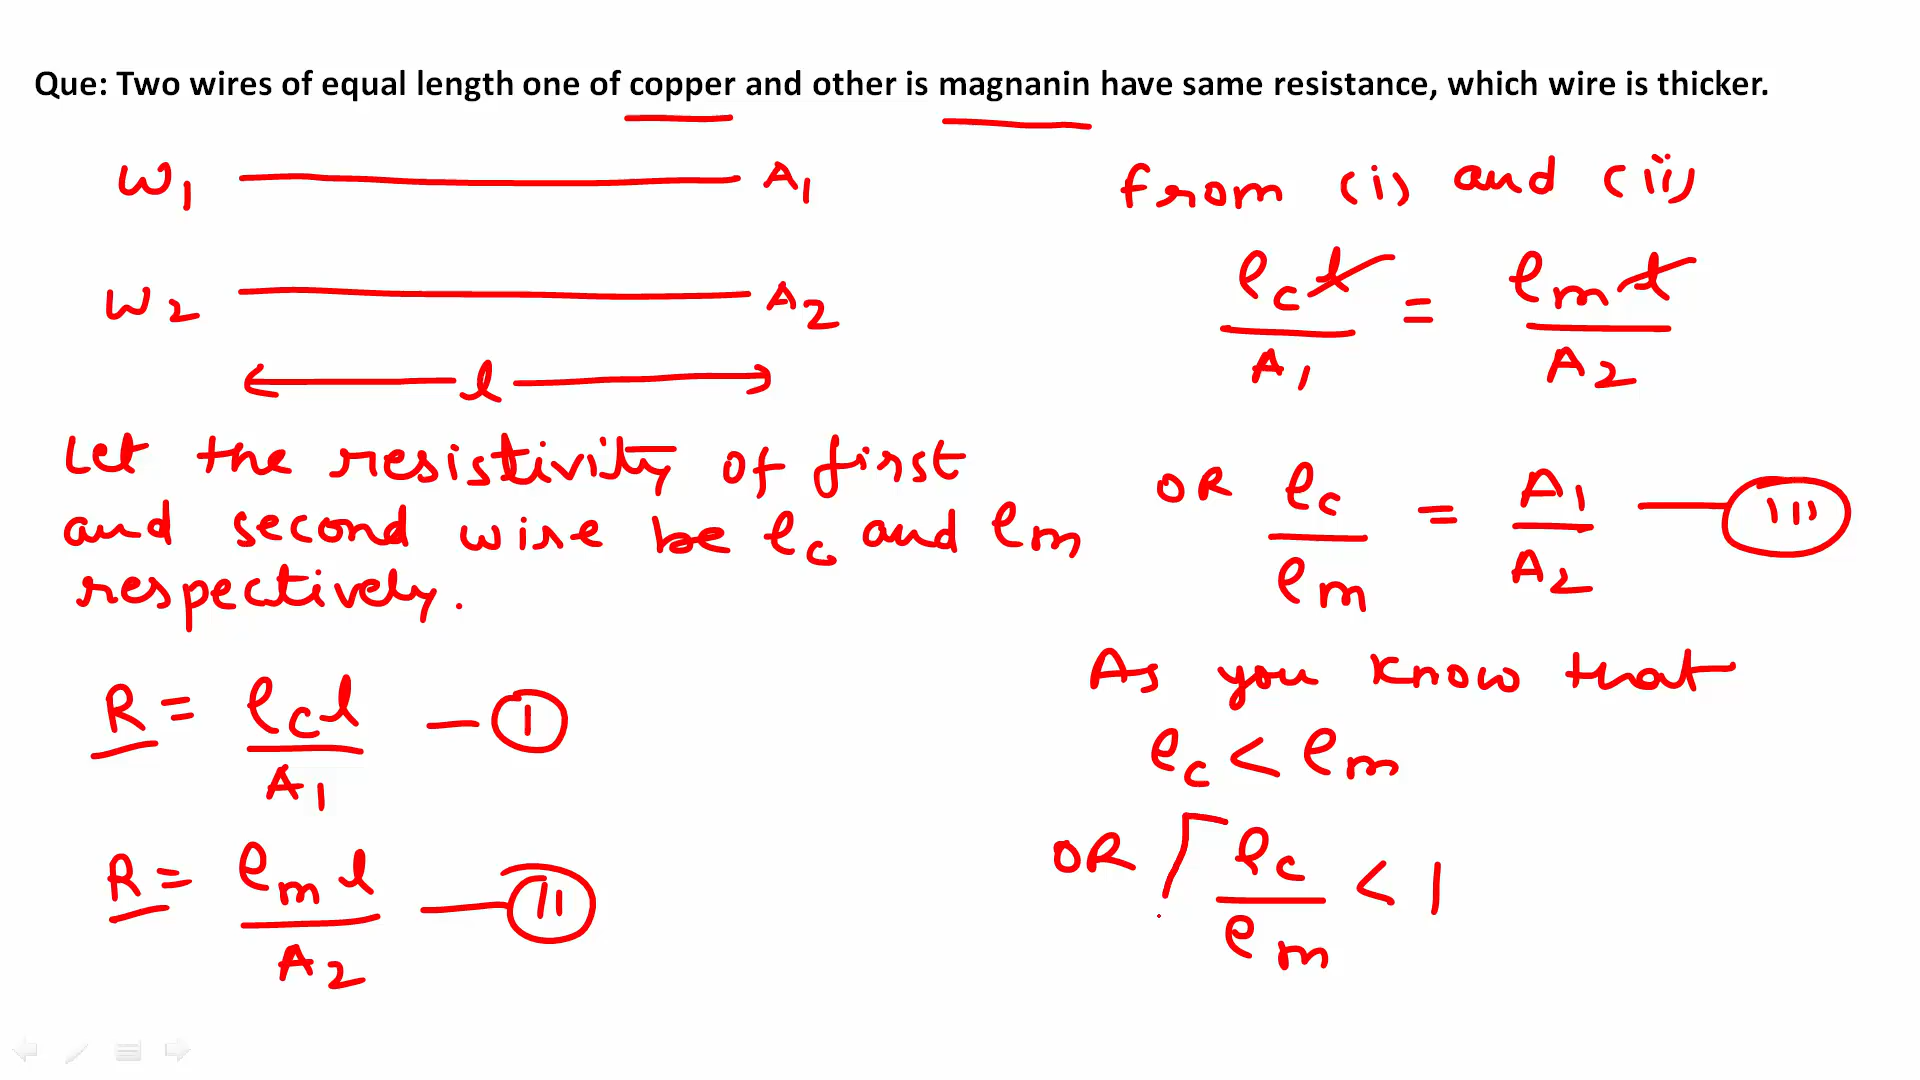 Que: Two wires of equal length one of copper and other is magnanin have same resistance, which wire is thicker.
W1 A1
W2 A2
l
Let the resistivity of first
and second wire be ρc and ρm
respectively.
R = ρc l / A1 — I
R = ρm l / A2 — II
from (i) and (ii)
ρc l / A1 = ρm l / A2
OR ρc / ρm = A1 / A2 — III
As you know that
ρc < ρm
OR ρc / ρm < 1